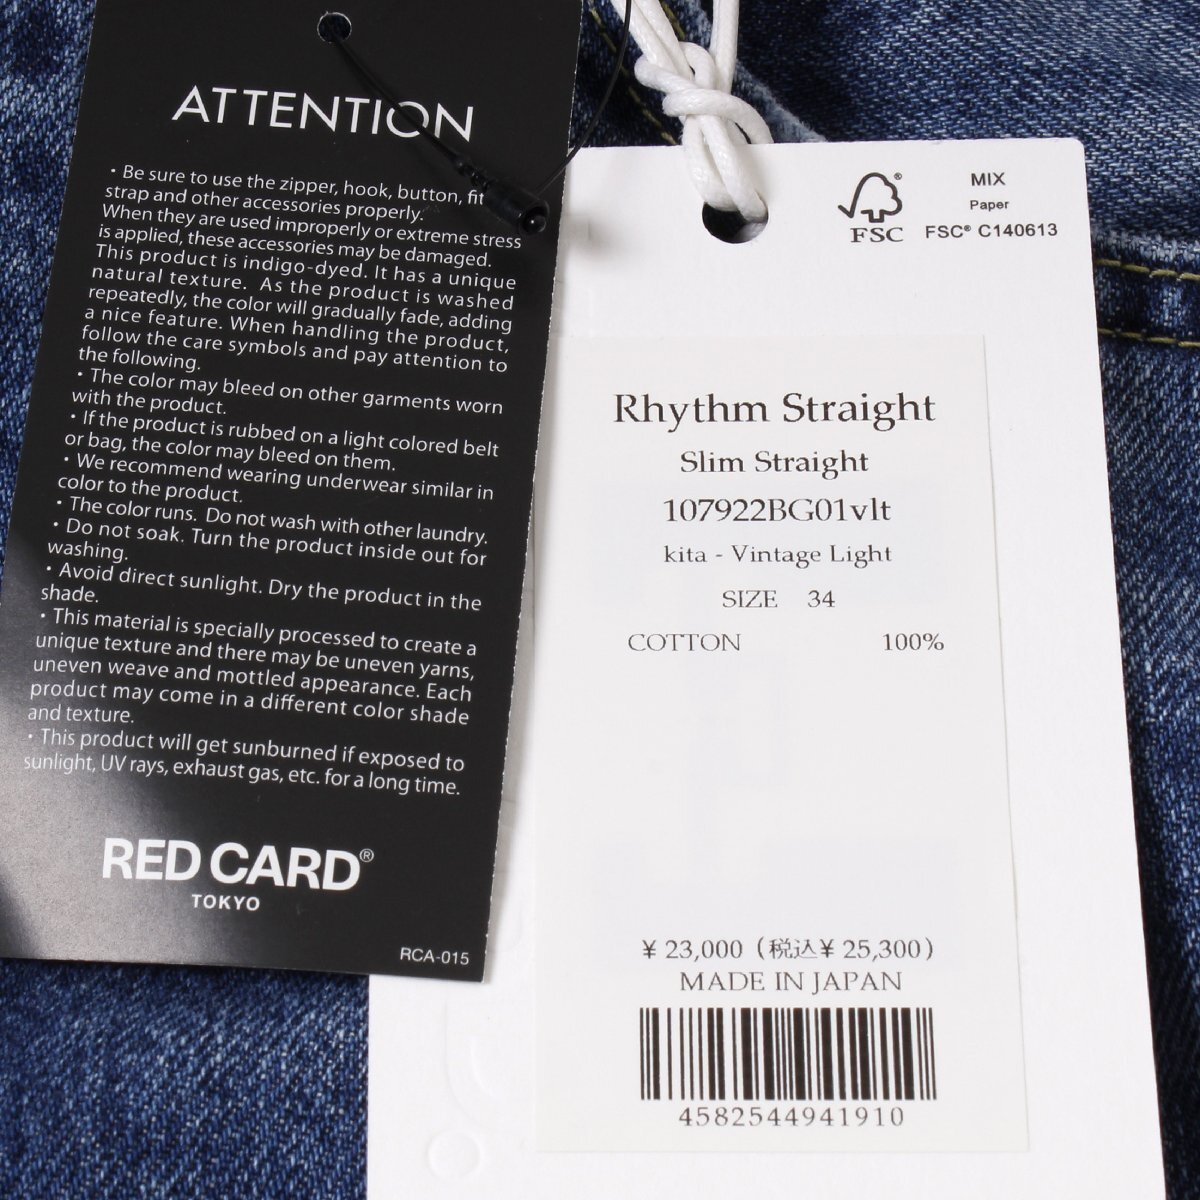 ATTENTION
・Be sure to use the zipper, hook, button, fit
strap and other accessories properly.
When they are used improperly or extreme stress
is applied, these accessories may be damaged.
This product is indigo-dyed. It has a unique
natural texture. As the product is washed
repeatedly, the color will gradually fade, adding
a nice feature. When handling the product,
follow the care symbols and pay attention to
the following.
・The color may bleed on other garments worn
with the product.
・If the product is rubbed on a light colored belt
or bag, the color may bleed on them.
・We recommend wearing underwear similar in
color to the product.
・The color runs. Do not wash with other laundry.
・Do not soak. Turn the product inside out for
washing.
・Avoid direct sunlight. Dry the product in the
shade.
・This material is specially processed to create a
unique texture and there may be uneven yarns,
uneven weave and mottled appearance. Each
product may come in a different color shade
and texture.
・This product will get sunburned if exposed to
sunlight, UV rays, exhaust gas, etc. for a long time.
RED CARD®
TOKYO
RCA-015
FSC®
MIX
Paper
FSC® C140613
Rhythm Straight
Slim Straight
107922BG01vlt
kita - Vintage Light
SIZE 34
COTTON 100%
¥ 23,000 (税込¥ 25,300)
MADE IN JAPAN
4582544941910